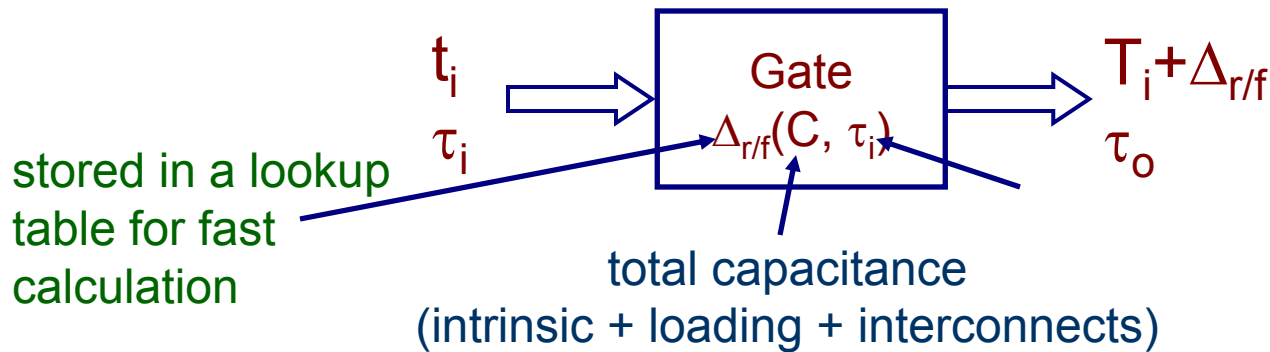 t_i
τ_i
Gate
Δ_r/f(C, τ_i)
T_i+Δ_r/f
τ_o
stored in a lookup
table for fast
calculation
total capacitance
(intrinsic + loading + interconnects)